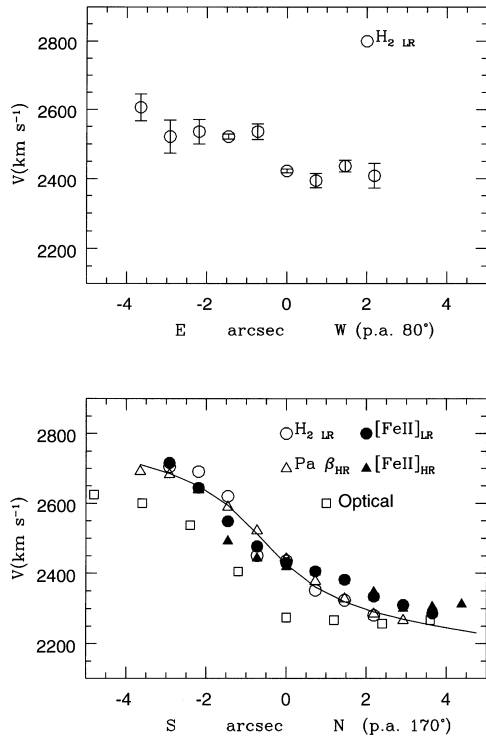 H2 LR
2800
2600
2400
2200
V(km s−1)
−4 −2 0 2 4
E arcsec W (p.a. 80°)
H2 LR [FeII]LR
Pa βHR [FeII]HR
Optical
2800
2600
2400
2200
V(km s−1)
−4 −2 0 2 4
S arcsec N (p.a. 170°)